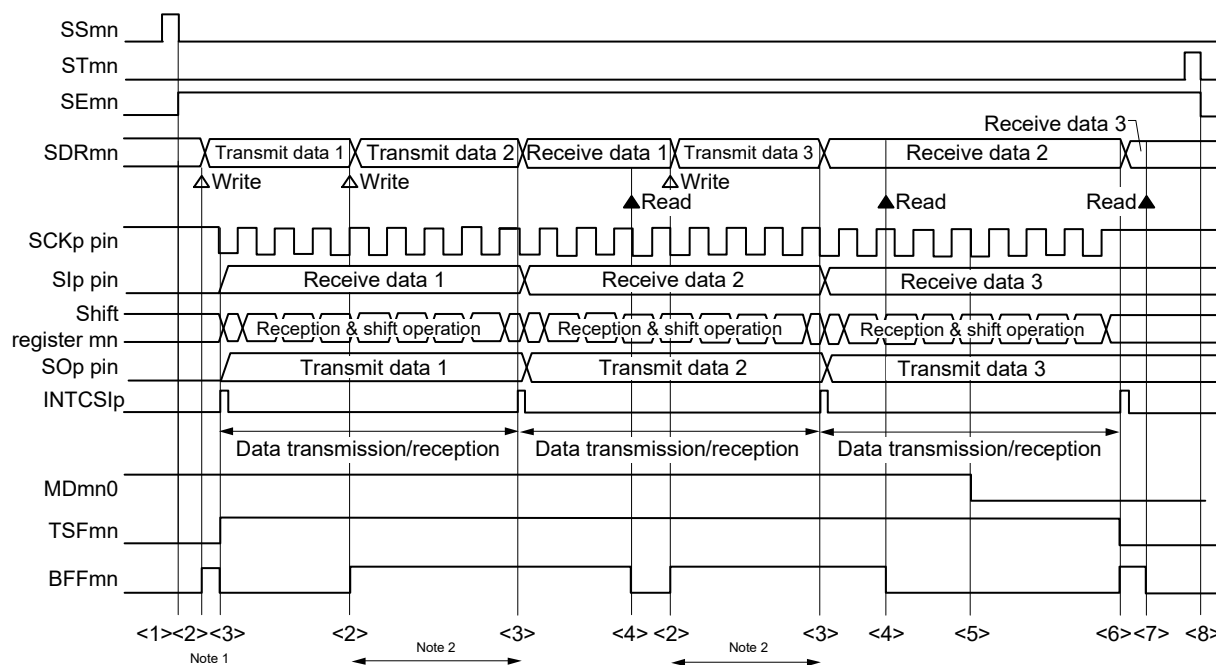 SSmn
STmn
SEmn
Receive data 3
SDRmn Transmit data 1 Transmit data 2 Receive data 1 Transmit data 3 Receive data 2
Write Write Write
Read Read Read
SCKp pin
SIp pin Receive data 1 Receive data 2 Receive data 3
Shift
register mn Reception & shift operation Reception & shift operation Reception & shift operation
SOp pin Transmit data 1 Transmit data 2 Transmit data 3
INTCSIp
Data transmission/reception Data transmission/reception Data transmission/reception
MDmn0
TSFmn
BFFmn
<1> <2> <3> <2> <3> <4> <2> <3> <4> <5> <6> <7> <8>
Note 1 Note 2 Note 2